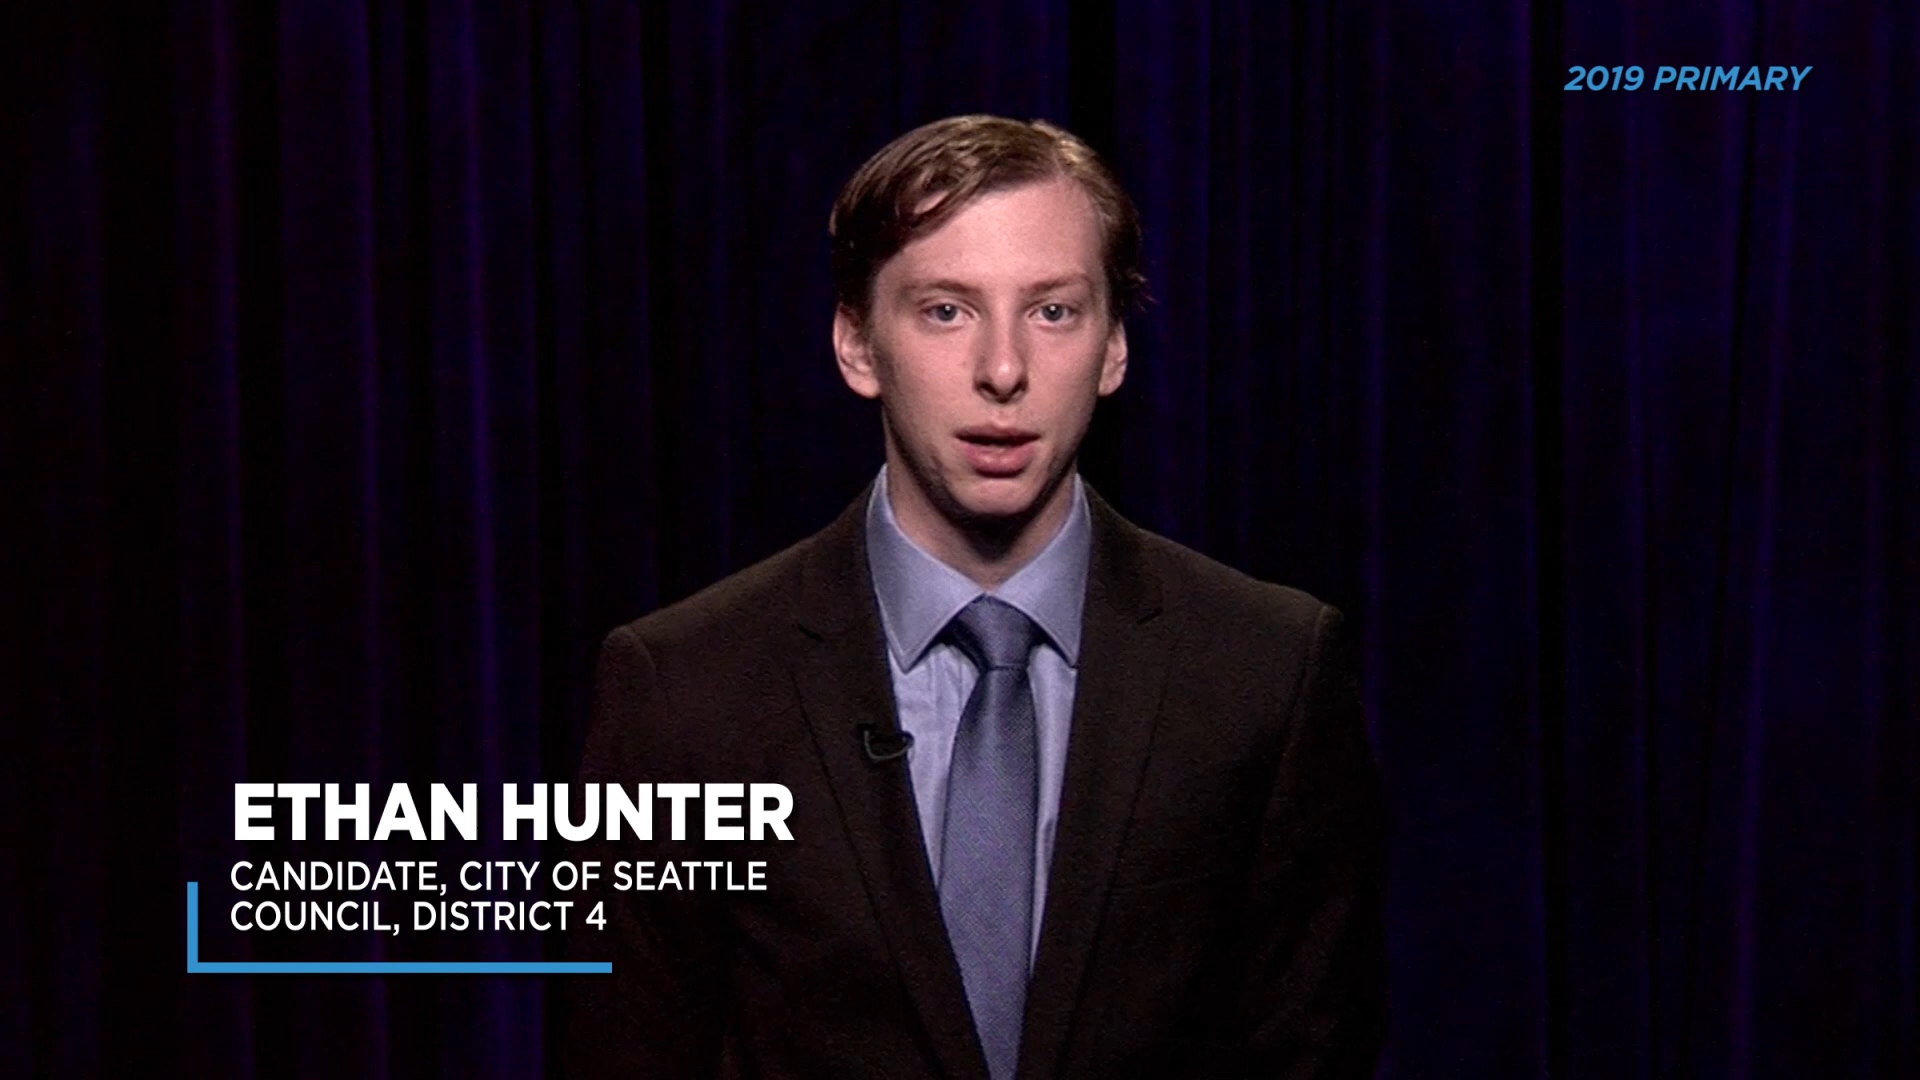 2019 PRIMARY
ETHAN HUNTER
CANDIDATE, CITY OF SEATTLE
COUNCIL, DISTRICT 4